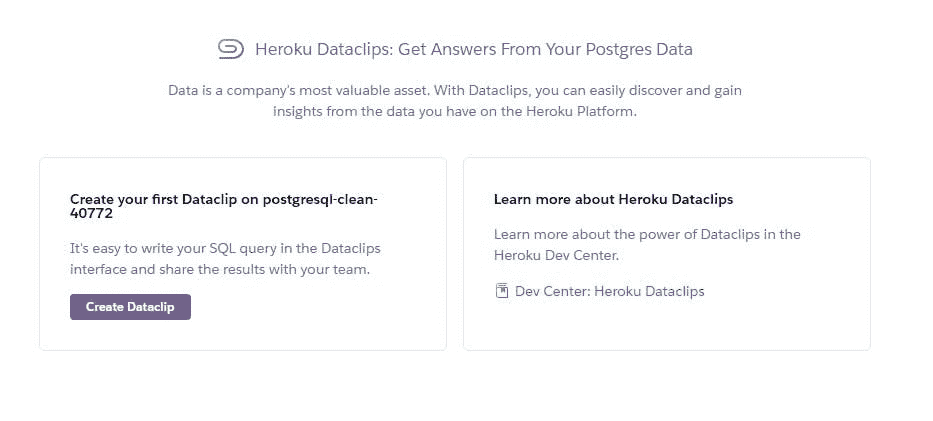 Heroku Dataclips: Get Answers From Your Postgres Data
Data is a company's most valuable asset. With Dataclips, you can easily discover and gain
insights from the data you have on the Heroku Platform.
Create your first Dataclip on postgresql-clean-
40772
It's easy to write your SQL query in the Dataclips
interface and share the results with your team.
Create Dataclip
Learn more about Heroku Dataclips
Learn more about the power of Dataclips in the
Heroku Dev Center.
Dev Center: Heroku Dataclips